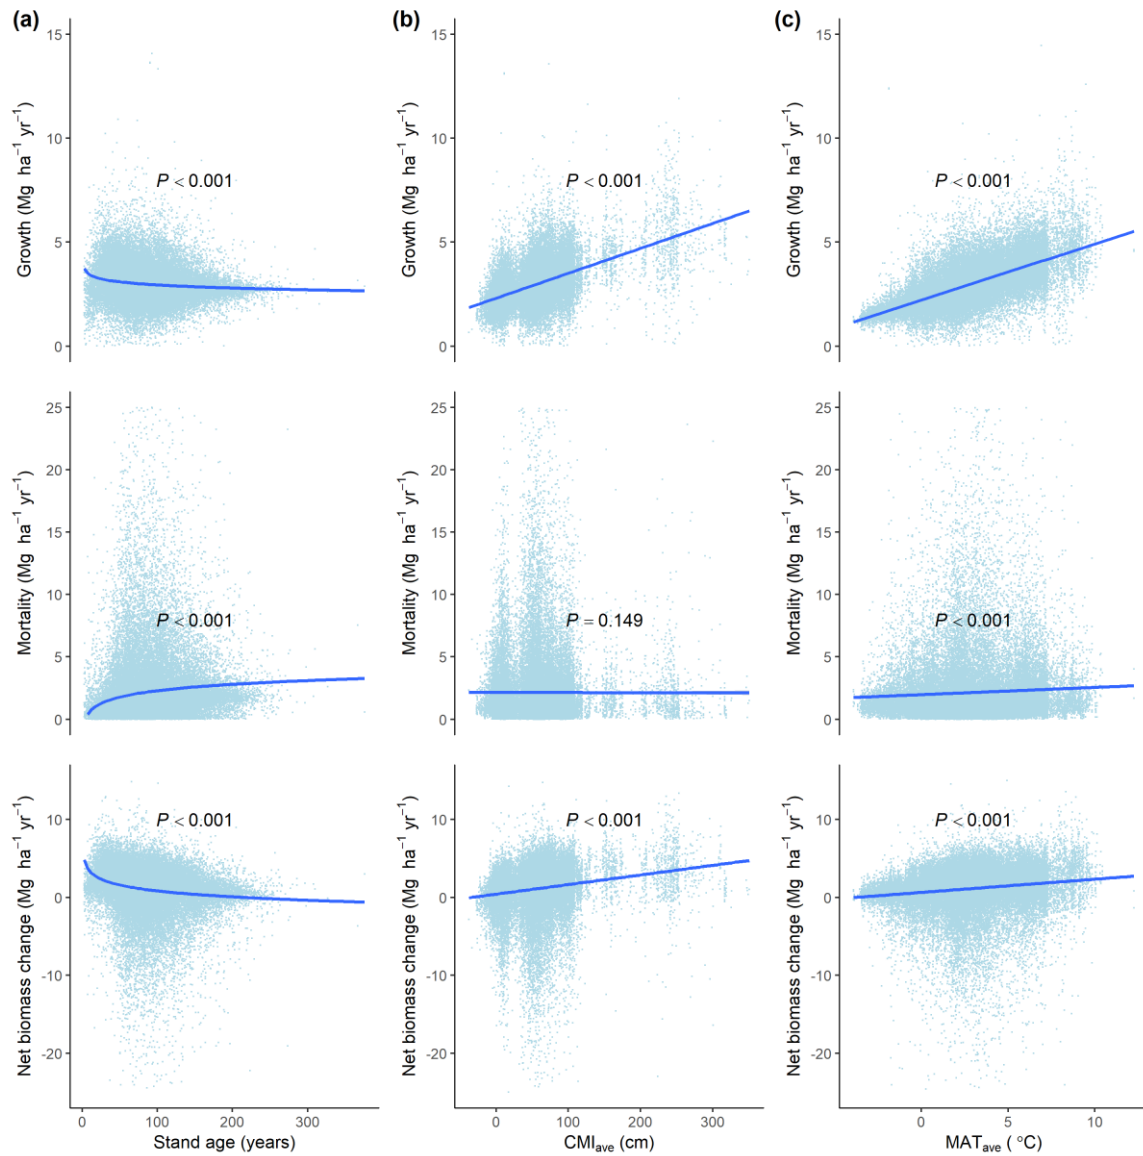 (a) (b) (c)
15 15 15
10 10 10
5 5 5
0 0 0
Growth (Mg ha⁻¹ yr⁻¹) Growth (Mg ha⁻¹ yr⁻¹) Growth (Mg ha⁻¹ yr⁻¹)
P < 0.001 P < 0.001 P < 0.001
25 25 25
20 20 20
15 15 15
10 10 10
5 5 5
0 0 0
Mortality (Mg ha⁻¹ yr⁻¹) Mortality (Mg ha⁻¹ yr⁻¹) Mortality (Mg ha⁻¹ yr⁻¹)
P < 0.001 P = 0.149 P < 0.001
10 10 10
0 0 0
-10 -10 -10
-20 -20 -20
Net biomass change (Mg ha⁻¹ yr⁻¹) Net biomass change (Mg ha⁻¹ yr⁻¹) Net biomass change (Mg ha⁻¹ yr⁻¹)
P < 0.001 P < 0.001 P < 0.001
0 100 200 300 0 100 200 300 0 5 10
Stand age (years) CMIave (cm) MATave ( °C)